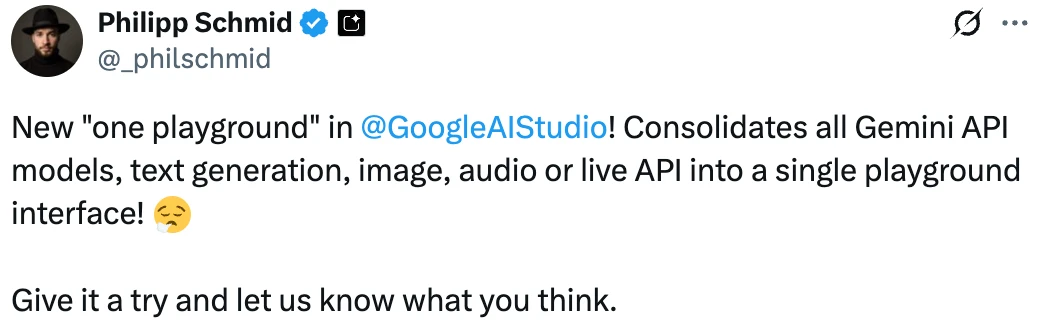 Philipp Schmid
@_philschmid
New "one playground" in @GoogleAIStudio! Consolidates all Gemini API
models, text generation, image, audio or live API into a single playground
interface! 😮‍💨
Give it a try and let us know what you think.